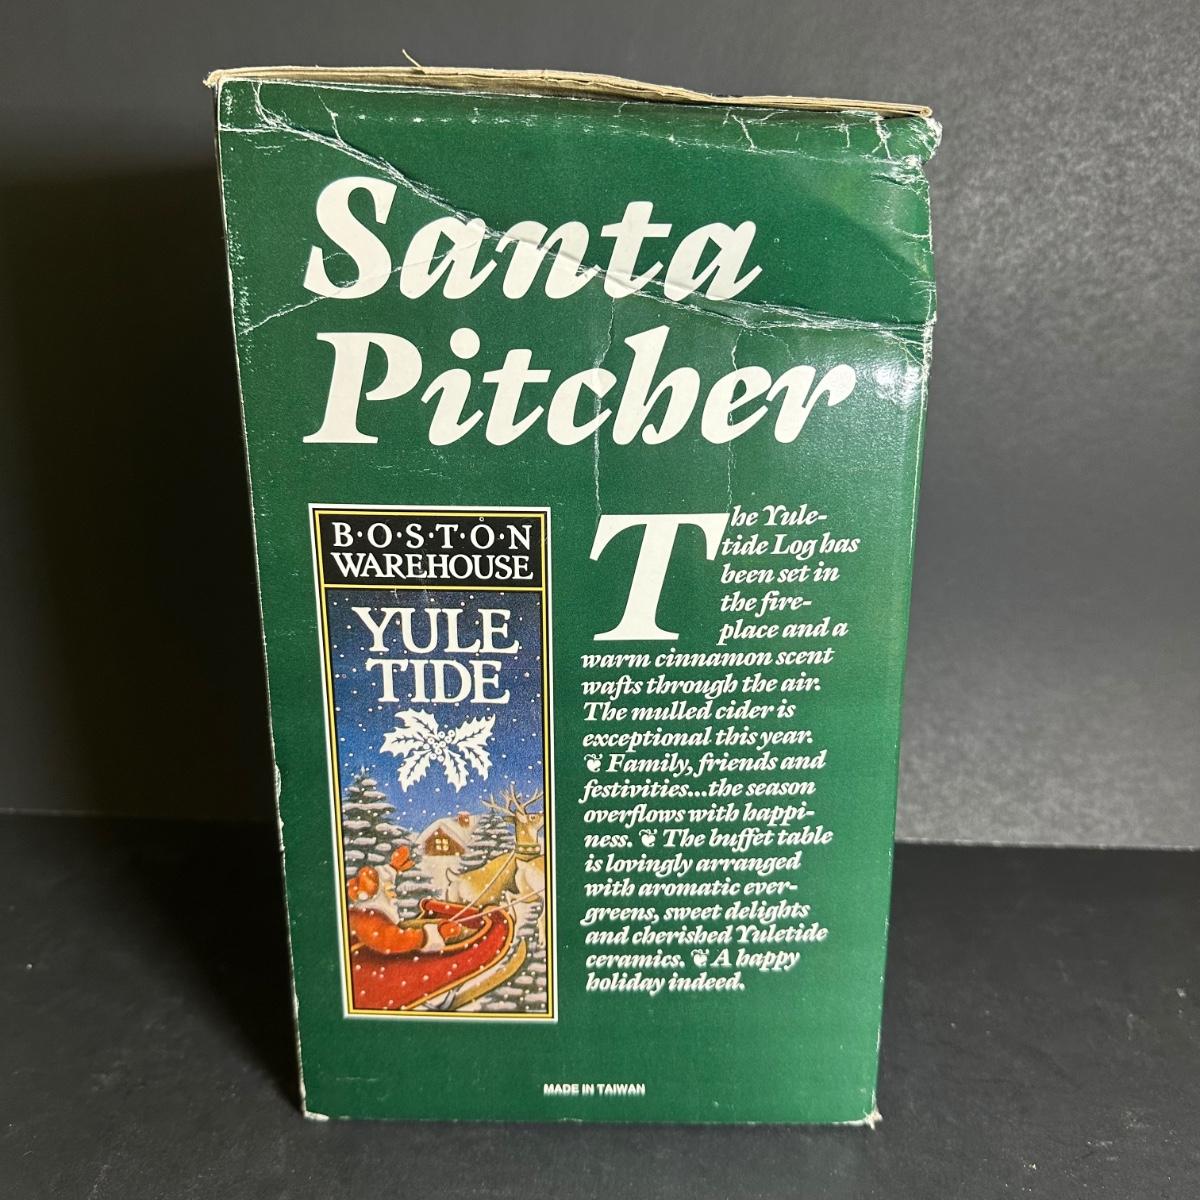 Santa
Pitcher
B·O·S·T·O·N
WAREHOUSE
YULE
TIDE
The Yule-
tide Log has
been set in
the fire-
place and a
warm cinnamon scent
wafts through the air.
The mulled cider is
exceptional this year.
❦ Family, friends and
festivities...the season
overflows with happi-
ness. ❦ The buffet table
is lovingly arranged
with aromatic ever-
greens, sweet delights
and cherished Yuletide
ceramics. ❦ A happy
holiday indeed.
MADE IN TAIWAN